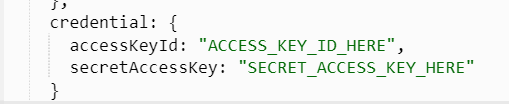 },
credential: {
accessKeyId: "ACCESS_KEY_ID_HERE",
secretAccessKey: "SECRET_ACCESS_KEY_HERE"
}